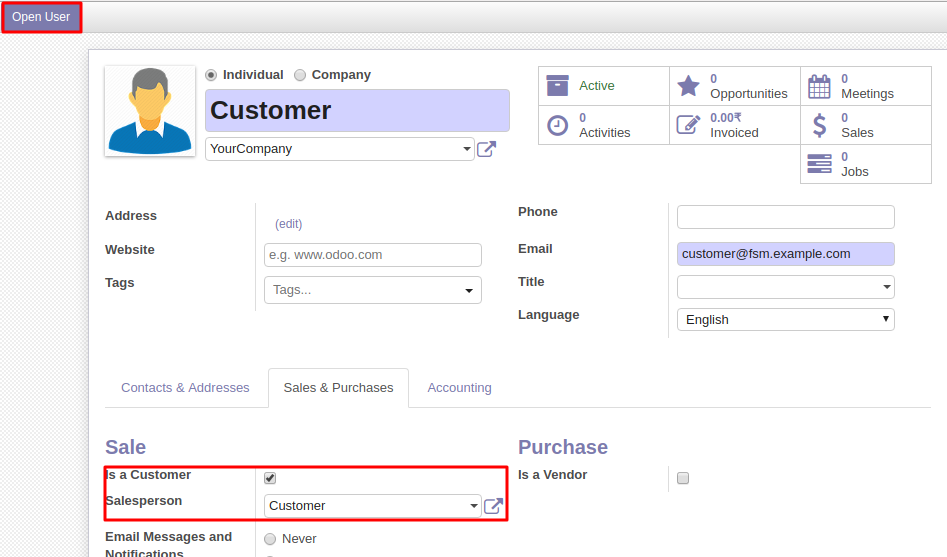 Open User
Individual
Company
Customer
YourCompany
Active
0
Opportunities
0
Meetings
0
Activities
0.00₹
Invoiced
0
Sales
0
Jobs
Address
(edit)
Website
e.g. www.odoo.com
Tags
Tags...
Phone
Email
customer@fsm.example.com
Title
Language
English
Contacts & Addresses
Sales & Purchases
Accounting
Sale
Is a Customer
Salesperson
Customer
Email Messages and
Notifications
Never
Purchase
Is a Vendor